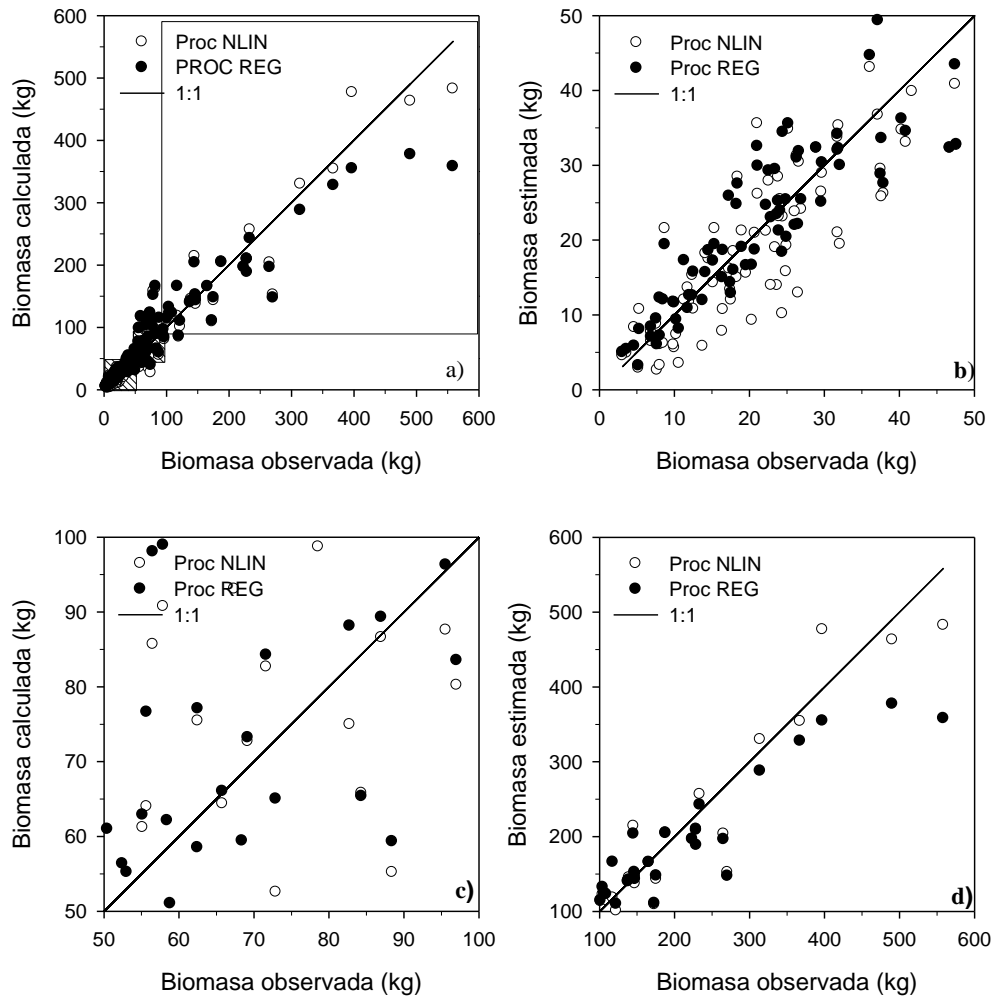 600
500
400
300
200
100
0
Biomasa calculada (kg)
Proc NLIN
PROC REG
1:1
a)
0 100 200 300 400 500 600
Biomasa observada (kg)
50
40
30
20
10
0
Biomasa estimada (kg)
Proc NLIN
Proc REG
1:1
b)
0 10 20 30 40 50
Biomasa observada (kg)
100
90
80
70
60
50
Biomasa calculada (kg)
Proc NLIN
Proc REG
1:1
c)
50 60 70 80 90 100
Biomasa observada (kg)
600
500
400
300
200
100
Biomasa estimada (kg)
Proc NLIN
Proc REG
1:1
d)
100 200 300 400 500 600
Biomasa observada (kg)